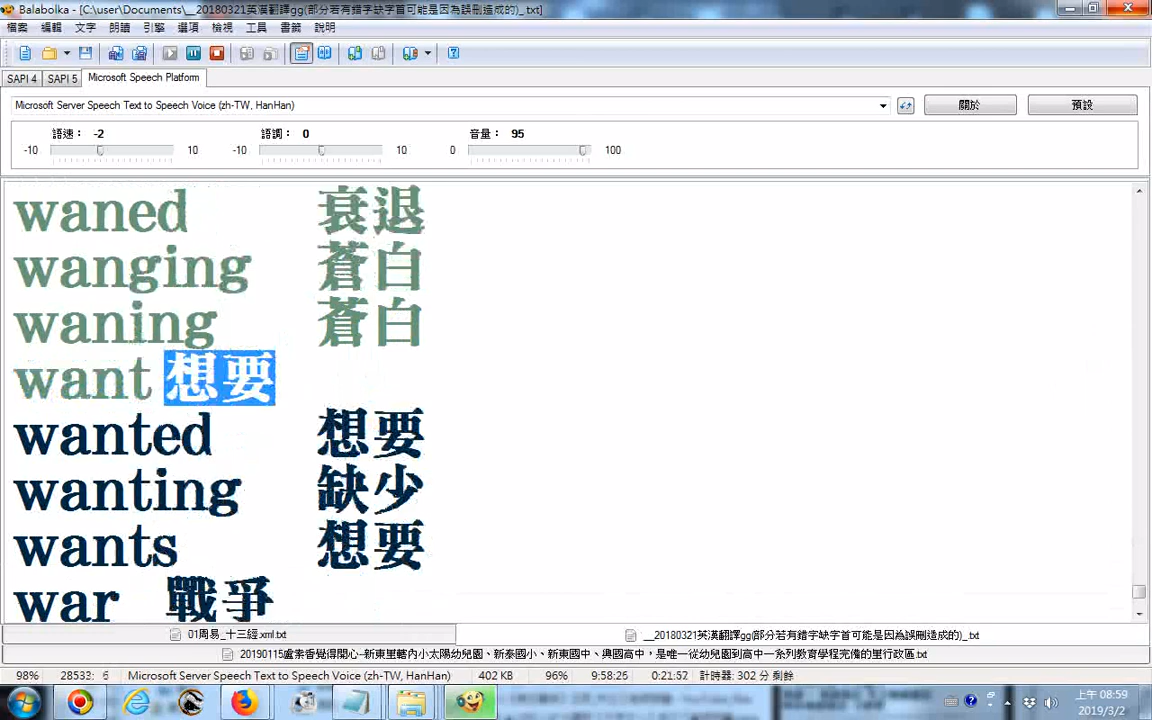 Balabolka - [C:\user\Documents\__20180321英漢翻譯gg(部分若有錯字缺字首可能是因為誤刪造成的)_.txt]
檔案 編輯 文字 朗讀 引擎 選項 檢視 工具 書籤 說明
SAPI 4 SAPI 5 Microsoft Speech Platform
Microsoft Server Speech Text to Speech Voice (zh-TW, HanHan) 關於 預設
語速： -2 語調： 0 音量： 95
-10 10 -10 10 0 100
waned 衰退
wanging 蒼白
waning 蒼白
want 想要
wanted 想要
wanting 缺少
wants 想要
war 戰爭
01周易_十三經.xml.txt __20180321英漢翻譯gg(部分若有錯字缺字首可能是因為誤刪造成的)_.txt
20190115盧素香覺得開心-新東里轄內小太陽幼兒園、新泰國小、新東國中、興國高中，是唯一從幼兒園到高中一系列教育學程完備的里行政區.txt
98% 28532: 6 Microsoft Server Speech Text to Speech Voice (HanHan) 402 KB 96% 9:58:25 0:21:52 計時器: 302 分 剩餘
上午 08:59
2019/3/2